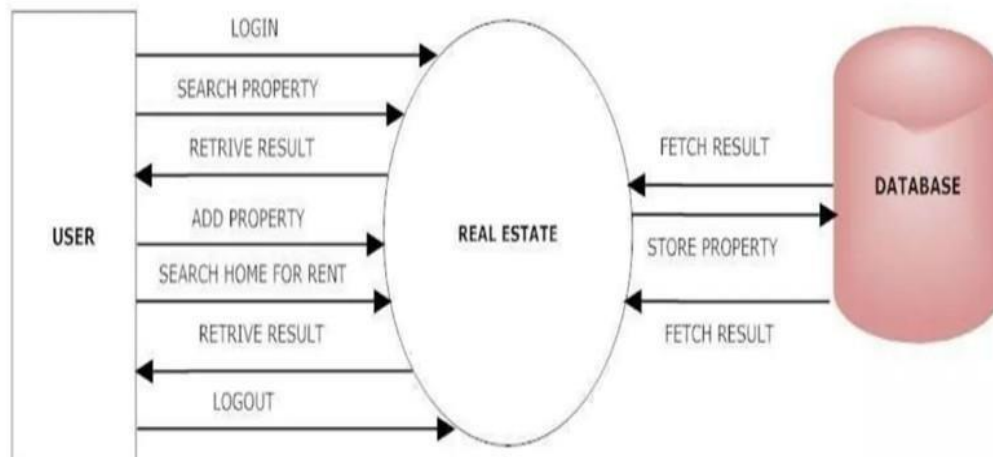 LOGIN
SEARCH PROPERTY
RETRIVE RESULT
ADD PROPERTY
SEARCH HOME FOR RENT
RETRIVE RESULT
LOGOUT
USER
REAL ESTATE
FETCH RESULT
STORE PROPERTY
FETCH RESULT
DATABASE